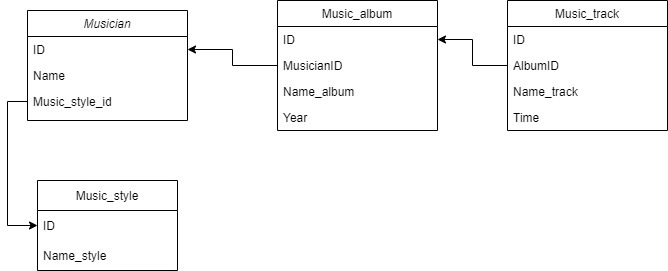 Musician
ID
Name
Music_style_id
Music_album
ID
MusicianID
Name_album
Year
Music_track
ID
AlbumID
Name_track
Time
Music_style
ID
Name_style